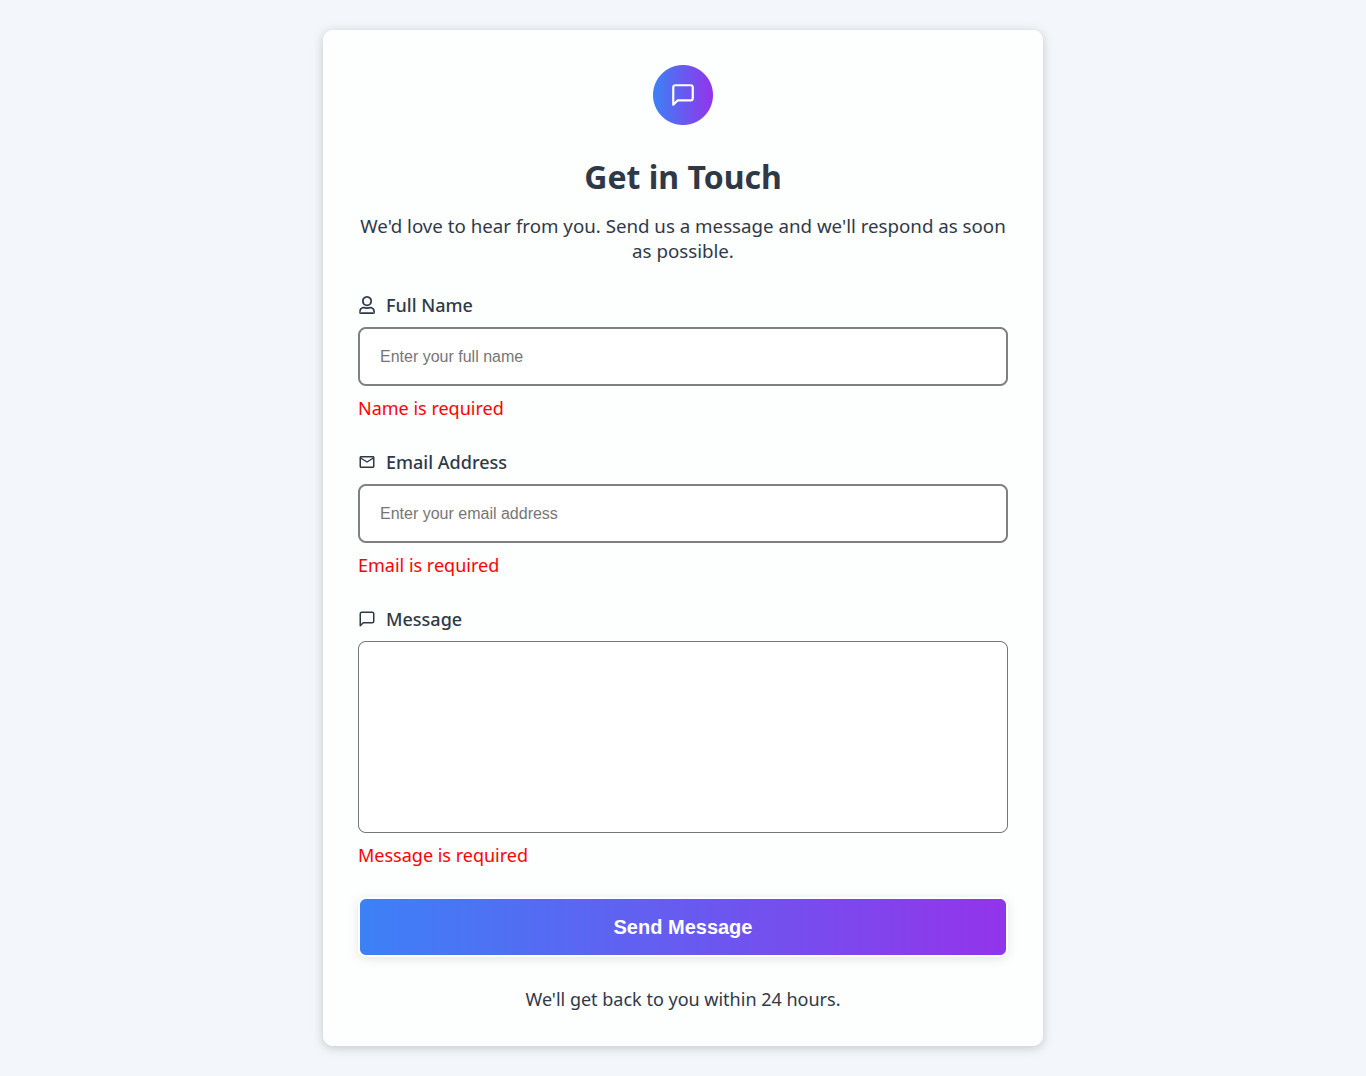 Get in Touch
We'd love to hear from you. Send us a message and we'll respond as soon
as possible.
Full Name
Enter your full name
Name is required
Email Address
Enter your email address
Email is required
Message
Message is required
Send Message
We'll get back to you within 24 hours.